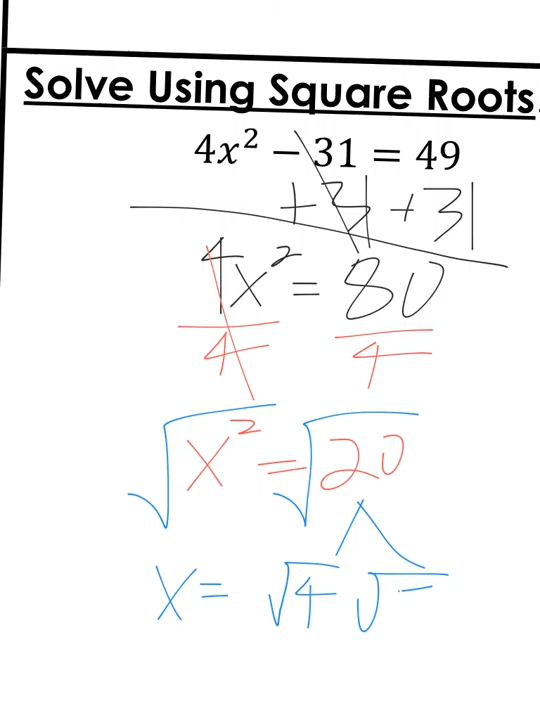 Solve Using Square Roots.
4x² − 31 = 49
+31 +31
4x² = 80
4 4
√x² = √20
x = √4 √